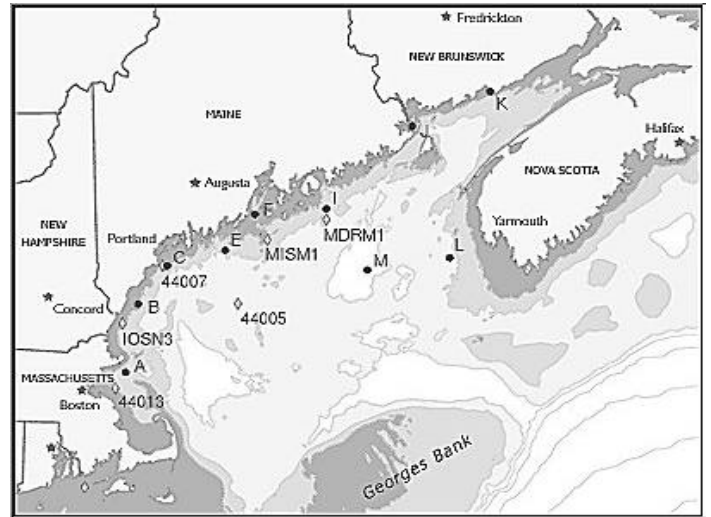 Fredrickton
NEW BRUNSWICK
K
MAINE
J
Halifax
NOVA SCOTIA
Augusta
I
F
Yarmouth
MDRM1
NEW
HAMPSHIRE
Portland
E
MISM1
L
C
M
44007
Concord
B
44005
IOSN3
A
MASSACHUSETTS
Boston
44013
Georges Bank